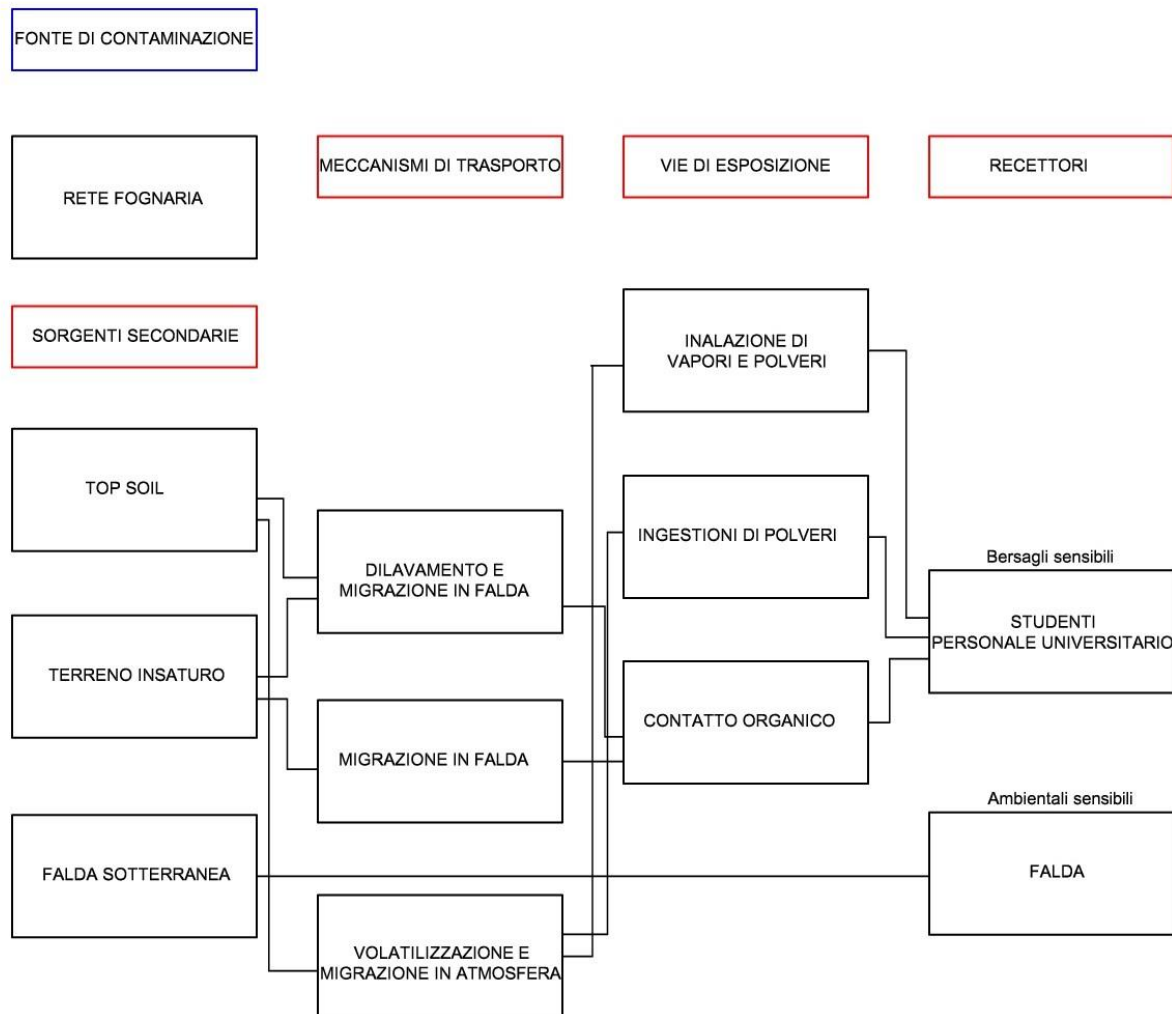 FONTE DI CONTAMINAZIONE
RETE FOGNARIA
MECCANISMI DI TRASPORTO
VIE DI ESPOSIZIONE
RECETTORI
SORGENTI SECONDARIE
INALAZIONE DI
VAPORI E POLVERI
TOP SOIL
INGESTIONI DI POLVERI
DILAVAMENTO E
MIGRAZIONE IN FALDA
Bersagli sensibili
STUDENTI
PERSONALE UNIVERSITARIO
TERRENO INSATURO
CONTATTO ORGANICO
MIGRAZIONE IN FALDA
Ambientali sensibili
FALDA SOTTERRANEA
FALDA
VOLATILIZZAZIONE E
MIGRAZIONE IN ATMOSFERA